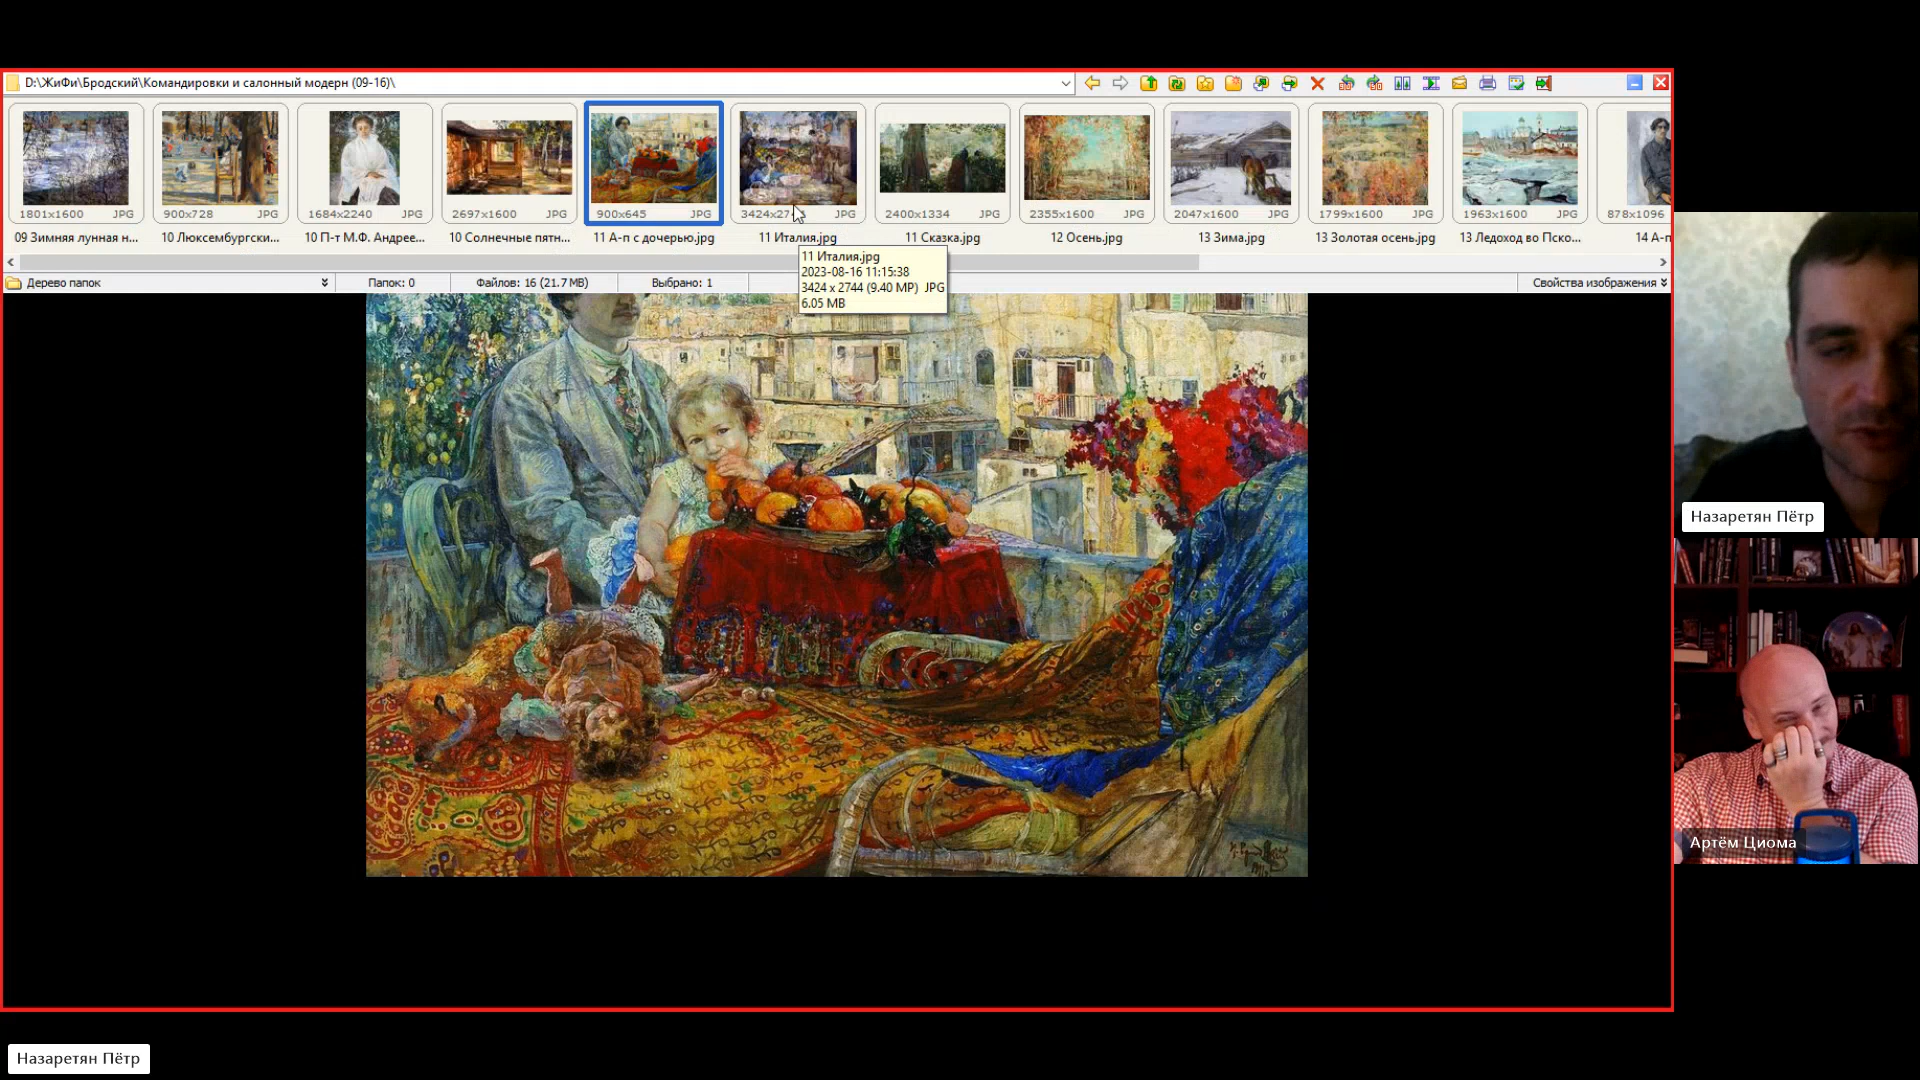 D:\ЖиФи\Бродский\Командировки и салонный модерн (09-16)\
1801x1600 JPG
900x728 JPG
1684x2240 JPG
2697x1600 JPG
900x645 JPG
JPG
2400x1334 JPG
2355x1600 JPG
2047x1600 JPG
1799x1600 JPG
1963x1600 JPG
878x1096
09 Зимняя лунная н...
10 Люксембургски...
10 П-т М.Ф. Андрее...
10 Солнечные пятн...
11 А-п с дочерью.jpg
11 Италия.jpg
11 Сказка.jpg
12 Осень.jpg
13 Зима.jpg
13 Золотая осень.jpg
13 Ледоход во Пско...
14 А-п
11 Италия.jpg
2023-08-16 11:15:38
3424 x 2744 (9.40 MP) JPG
6.05 MB
Дерево папок
Папок: 0
Файлов: 16 (21.7 MB)
Выбрано: 1
Свойства изображения
Назаретян Пётр
Артём Циома
Назаретян Пётр